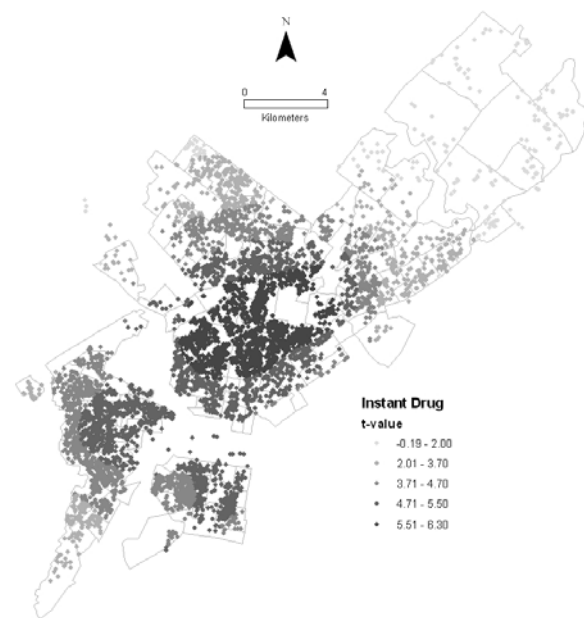 N
0 4
Kilometers
Instant Drug
t-value
-0.19 - 2.00
2.01 - 3.70
3.71 - 4.70
4.71 - 5.50
5.51 - 6.30